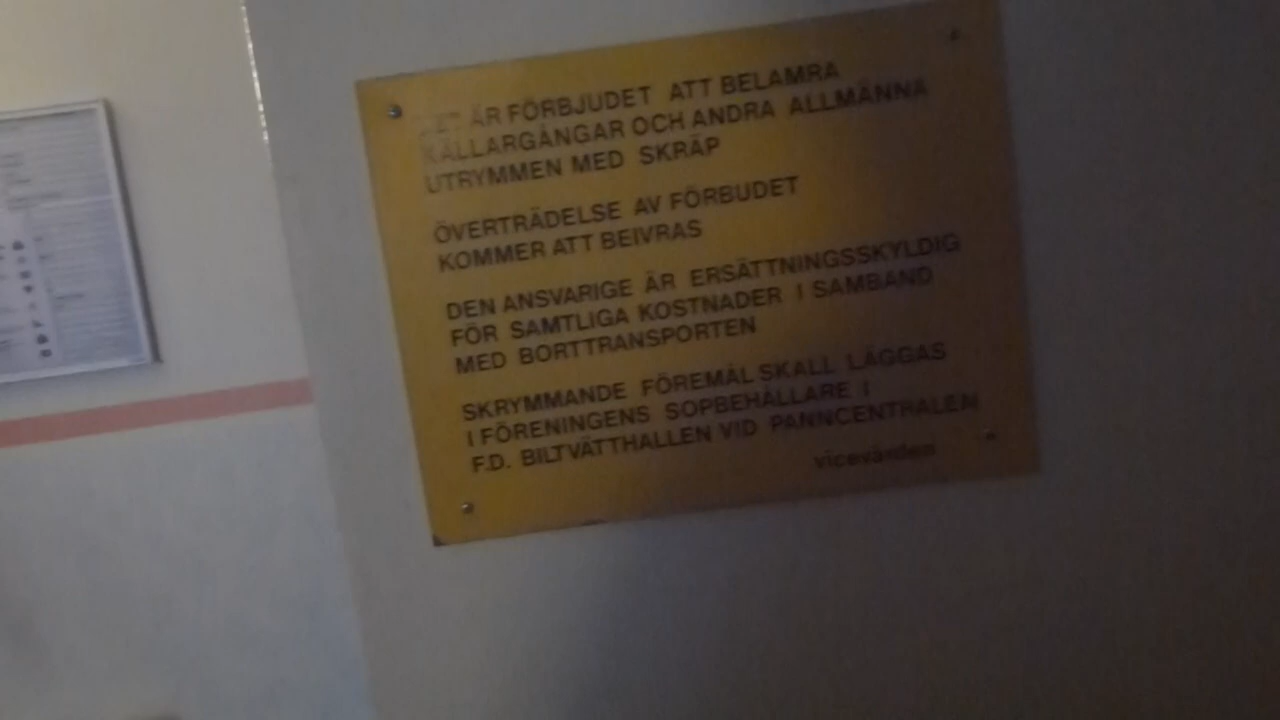 DET ÄR FÖRBJUDET ATT BELAMRA
KÄLLARGÅNGAR OCH ANDRA ALLMÄNNA
UTRYMMEN MED SKRÄP
ÖVERTRÄDELSE AV FÖRBUDET
KOMMER ATT BEIVRAS
DEN ANSVARIGE ÄR ERSÄTTNINGSSKYLDIG
FÖR SAMTLIGA KOSTNADER I SAMBAND
MED BORTTRANSPORTEN
SKRYMMANDE FÖREMÅL SKALL LÄGGAS
I FÖRENINGENS SOPBEHÅLLARE I
F.D. BILTVÄTTHALLEN VID PANNCENTRALEN
vicevärden